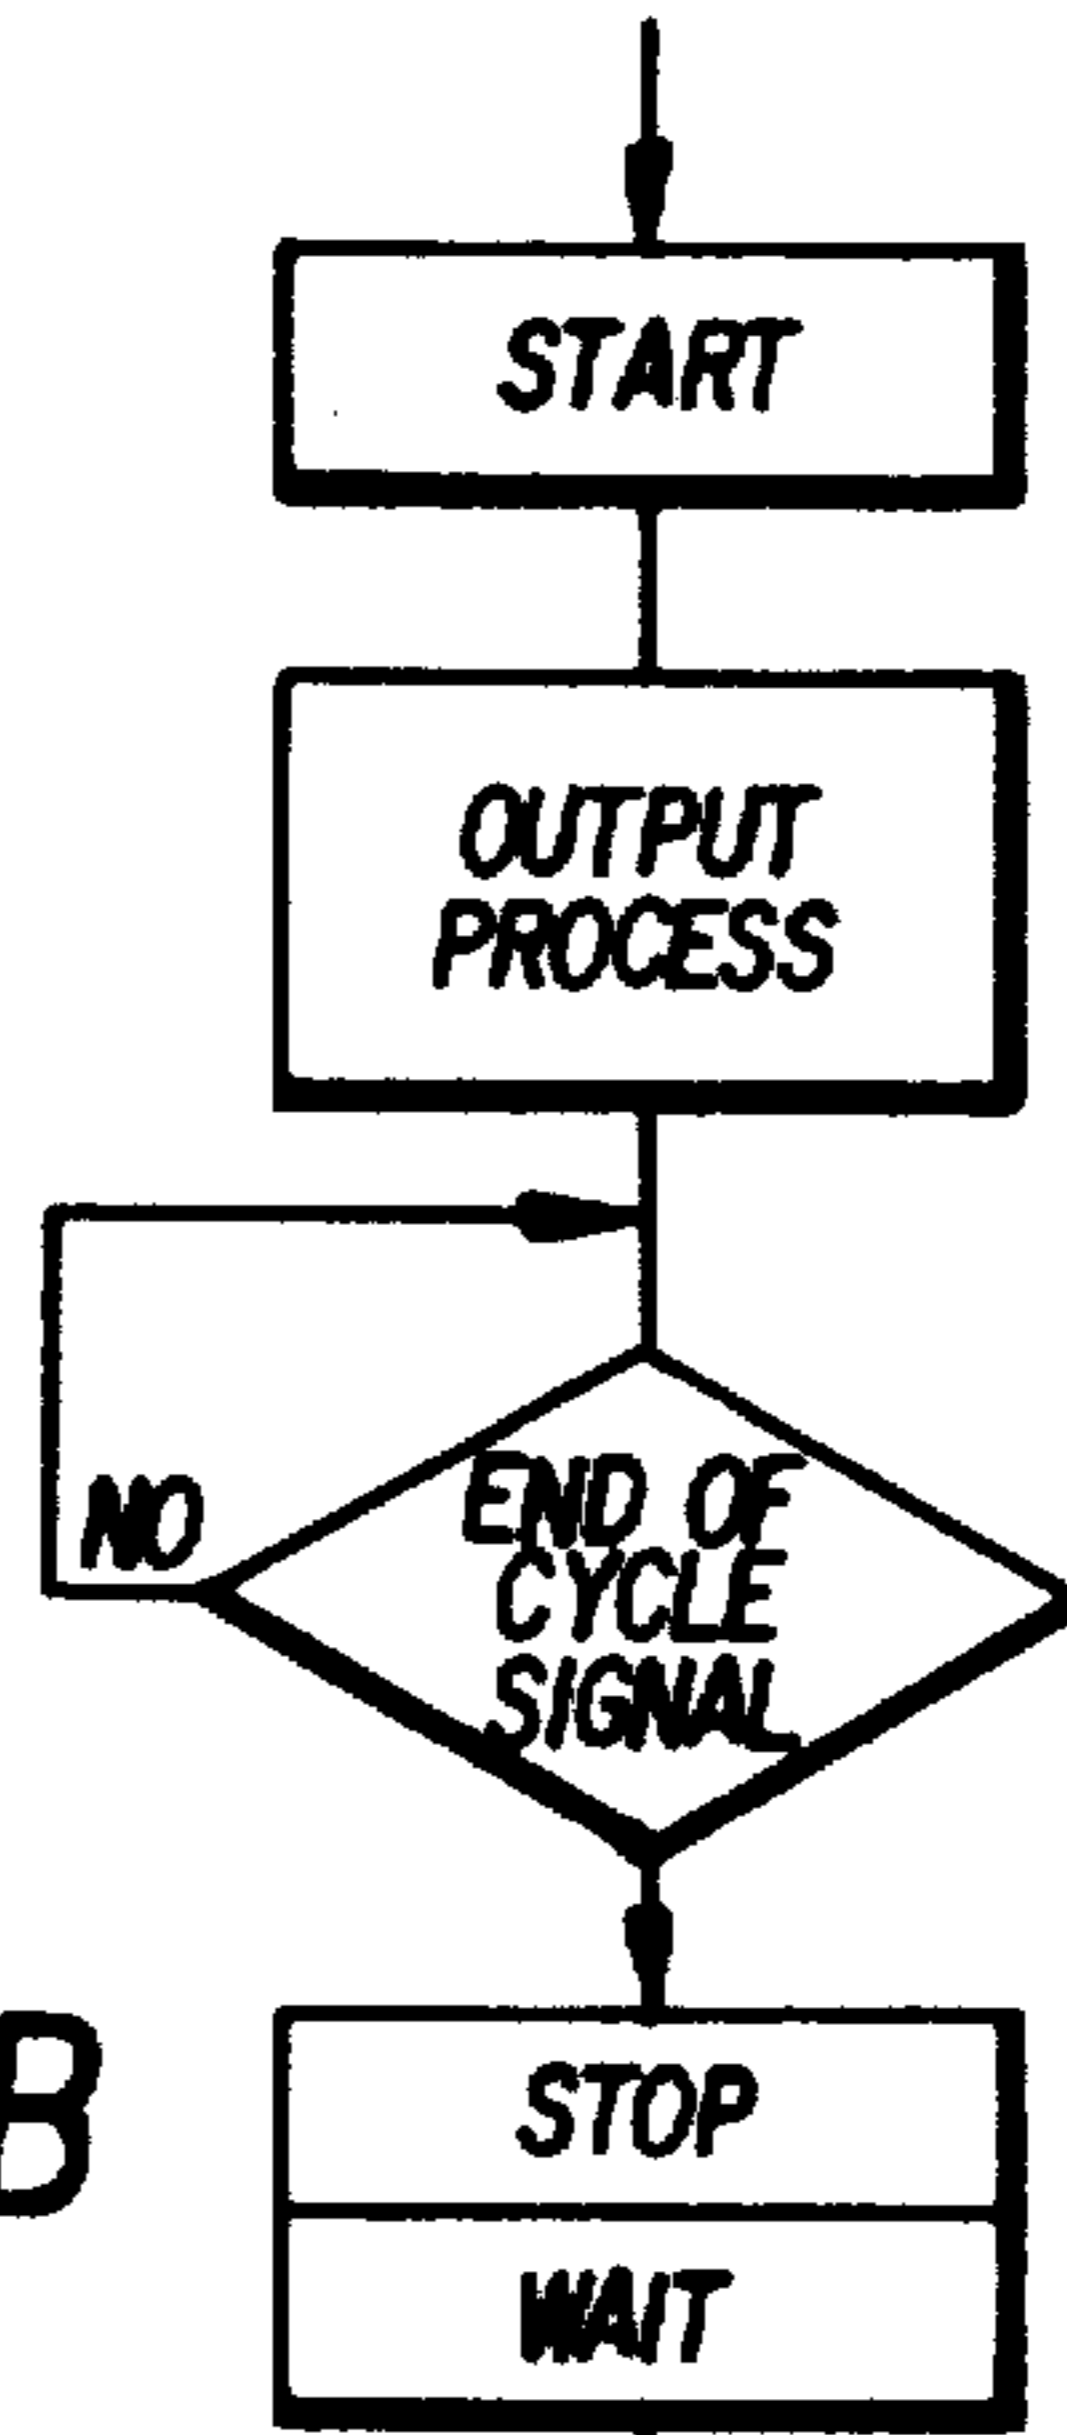 START
OUTPUT
PROCESS
NO
END OF
CYCLE
SIGNAL
B
STOP
WAIT